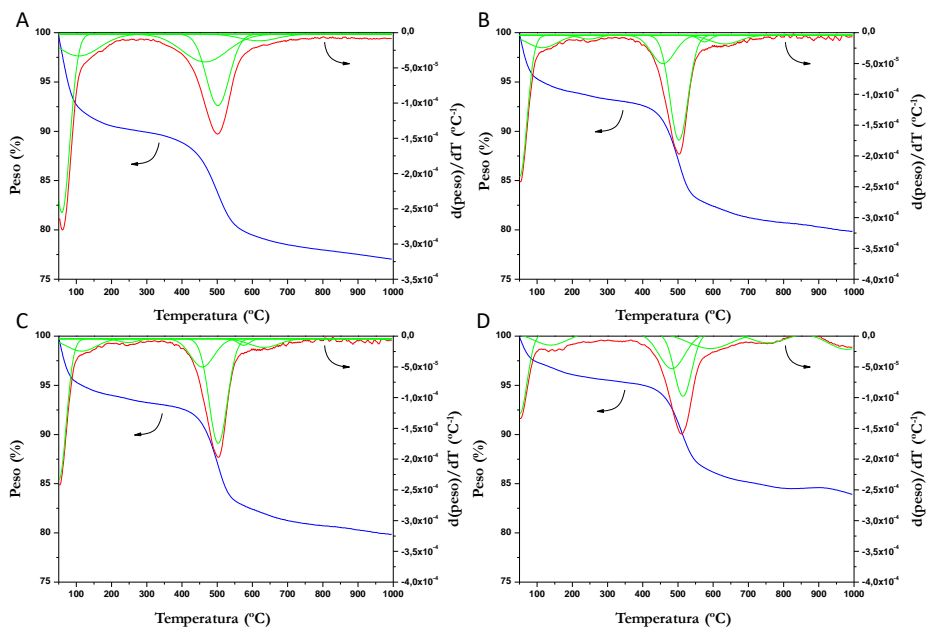 A
100
95
90
85
80
75
Peso (%)
0,0
-5,0x10-5
-1,0x10-4
-1,5x10-4
-2,0x10-4
-2,5x10-4
-3,0x10-4
-3,5x10-4
d(peso)/dT (ºC-1)
100 200 300 400 500 600 700 800 900 1000
Temperatura (ºC)
B
100
95
90
85
80
75
Peso (%)
0,0
-5,0x10-5
-1,0x10-4
-1,5x10-4
-2,0x10-4
-2,5x10-4
-3,0x10-4
-3,5x10-4
-4,0x10-4
d(peso)/dT (ºC-1)
100 200 300 400 500 600 700 800 900 1000
Temperatura (ºC)
C
100
95
90
85
80
75
Peso (%)
0,0
-5,0x10-5
-1,0x10-4
-1,5x10-4
-2,0x10-4
-2,5x10-4
-3,0x10-4
-3,5x10-4
-4,0x10-4
d(peso)/dT (ºC-1)
100 200 300 400 500 600 700 800 900 1000
Temperatura (ºC)
D
100
95
90
85
80
75
Peso (%)
0,0
-5,0x10-5
-1,0x10-4
-1,5x10-4
-2,0x10-4
-2,5x10-4
-3,0x10-4
-3,5x10-4
-4,0x10-4
d(peso)/dT (ºC-1)
100 200 300 400 500 600 700 800 900 1000
Temperatura (ºC)